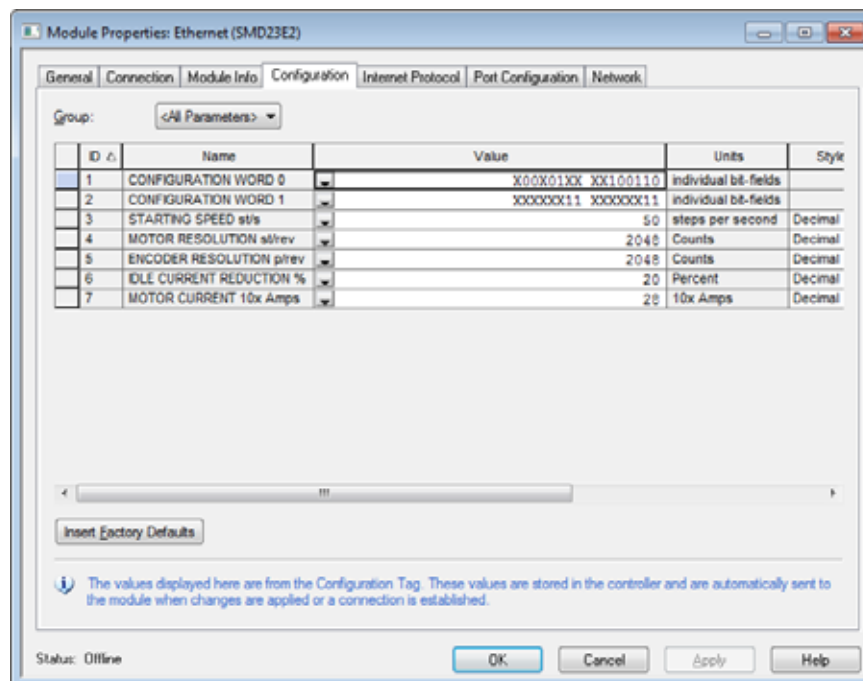 Module Properties: Ethernet (SMD23E2)
General Connection Module Info Configuration Internet Protocol Port Configuration Network
Group: <All Parameters>
ID Name Value Units Style
1 CONFIGURATION WORD 0 X00X01XX XX100110 individual bit-fields
2 CONFIGURATION WORD 1 XXXXXX11 XXXXXX11 individual bit-fields
3 STARTING SPEED st/s 50 steps per second Decimal
4 MOTOR RESOLUTION st/rev 2048 Counts Decimal
5 ENCODER RESOLUTION p/rev 2048 Counts Decimal
6 IDLE CURRENT REDUCTION % 20 Percent Decimal
7 MOTOR CURRENT 10x Amps 28 10x Amps Decimal
Insert Factory Defaults
The values displayed here are from the Configuration Tag. These values are stored in the controller and are automatically sent to
the module when changes are applied or a connection is established.
Status: Offline OK Cancel Apply Help